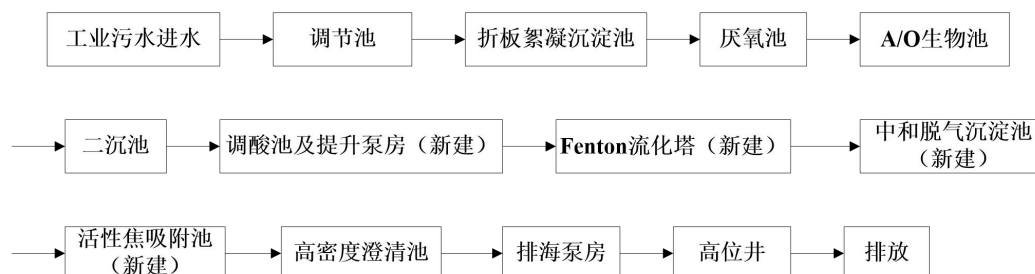 工业污水进水
调节池
折板絮凝沉淀池
厌氧池
A/O生物池
二沉池
调酸池及提升泵房（新建）
Fenton流化塔（新建）
中和脱气沉淀池
（新建）
活性焦吸附池
（新建）
高密度澄清池
排海泵房
高位井
排放